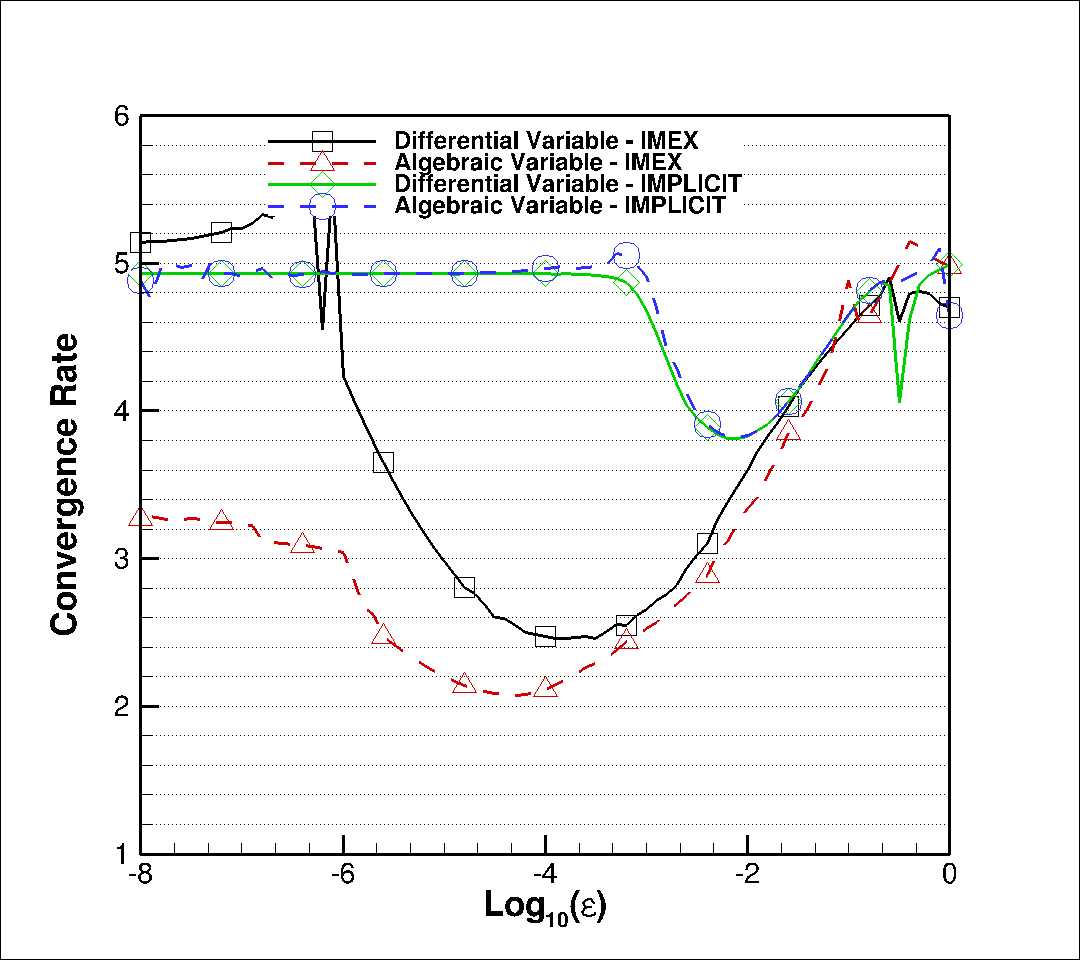 6
Differential Variable - IMEX
Algebraic Variable - IMEX
Differential Variable - IMPLICIT
Algebraic Variable - IMPLICIT
5
4
3
2
1
Convergence Rate
-8 -6 -4 -2 0
Log10(ε)